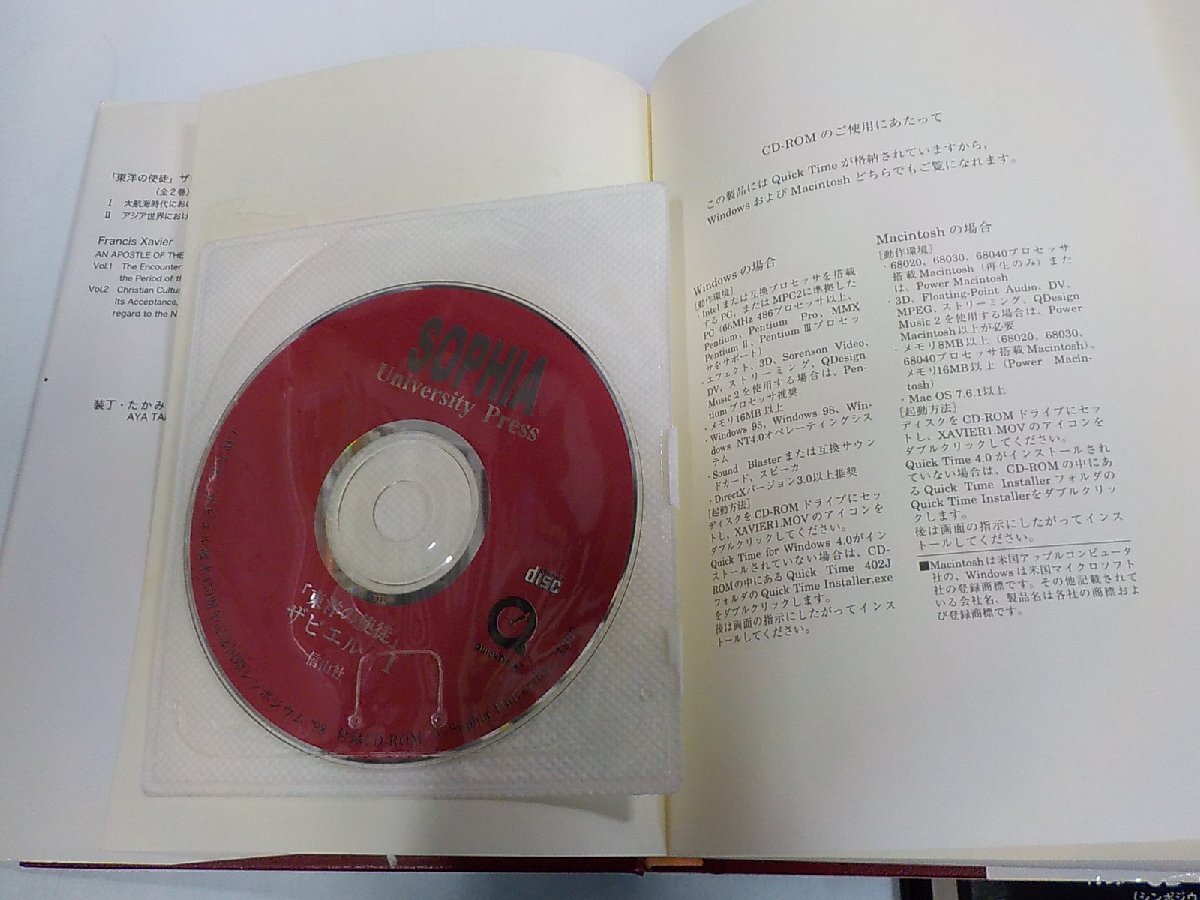 「東洋の使徒」ザ
(全2巻)
I 大航海時代にお
II アジア世界におけ
Francis Xavier
AN APOSTLE OF THE
Vol.1 The Encounter
the Period of th
Vol.2 Christian Cultu
its Acceptance,
regard to the N
装丁・たかみ
AYA TA
SOPHIA
University Press
disc
「東洋の使徒」
ザビエル I
信山社
シンポジウム '98 付録CD-ROM Sophia University
CD-ROMのご使用にあたって
この製品にはQuick Timeが格納されていますから、
WindowsおよびMacintoshどちらでもご覧になれます。
Windowsの場合
[動作環境]
・Intelまたは互換プロセッサを搭載
するPC、またはMPC2に準拠した
PC(66MHz 486プロセッサ以上、
Pentium、Pentium Pro、MMX
Pentium II、Pentium IIIプロセッ
サをサポート)
・エフェクト、3D、Sorenson Video、
DV、ストリーミング、QDesign
Music 2を使用する場合は、Pen-
tiumプロセッサ推奨
・メモリ16MB以上
・Windows 95、Windows 98、Win-
dows NT4.0オペレーティングシス
テム
・Sound Blasterまたは互換サウン
ドカード、スピーカ
・DirectXバージョン3.0以上推奨
[起動方法]
ディスクをCD-ROMドライブにセッ
トし、XAVIER1.MOVのアイコンを
ダブルクリックしてください。
Quick Time for Windows 4.0がイン
ストールされていない場合は、CD-
ROMの中にあるQuick Time 402J
フォルダのQuick Time Installer.exe
をダブルクリックします。
後は画面の指示にしたがってインス
トールしてください。
Macintoshの場合
[動作環境]
・68020、68030、68040プロセッサ
搭載Macintosh(再生のみ)また
は、Power Macintosh
・3D、Floating-Point Audio、DV、
MPEG、ストリーミング、QDesign
Music 2を使用する場合は、Power
Macintosh以上が必要
・メモリ8MB以上(68020、68030、
68040プロセッサ搭載Macintosh)、
メモリ16MB以上(Power Macin-
tosh)
・Mac OS 7.6.1以上
[起動方法]
ディスクをCD-ROMドライブにセッ
トし、XAVIER1.MOVのアイコンを
ダブルクリックしてください。
Quick Time 4.0がインストールされ
ていない場合は、CD-ROMの中にあ
るQuick Time Installerフォルダの
Quick Time Installerをダブルクリッ
クします。
後は画面の指示にしたがってインス
トールしてください。
■Macintoshは米国アップルコンピュータ
社の、Windowsは米国マイクロソフト
社の登録商標です。その他記載されて
いる会社名、製品名は各社の商標およ
び登録商標です。
(シンポジウ